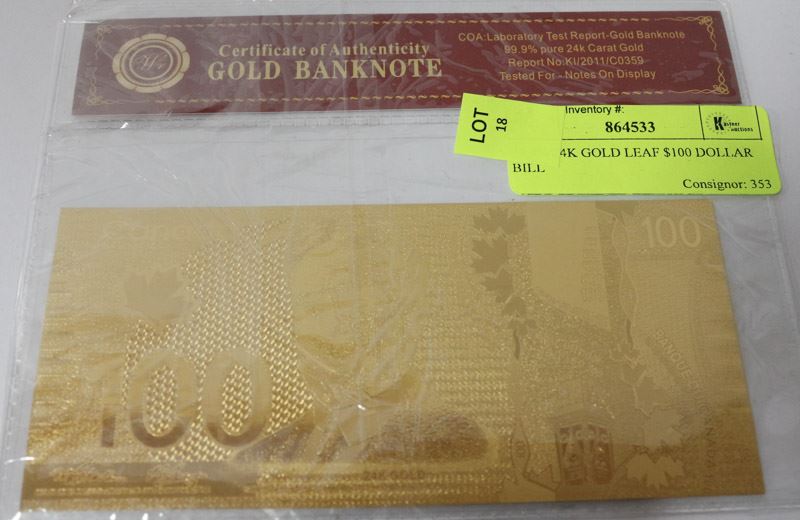 Certificate of Authenticity
GOLD BANKNOTE
COA:Laboratory Test Report-Gold Banknote
99.9% pure 24k Carat Gold
Report No:KI/2011/C0359
Tested For - Notes On Display
LOT
18
Inventory #:
864533
Kastner
Auctions
4K GOLD LEAF $100 DOLLAR
BILL
Consignor: 353
100
100
24K GOLD